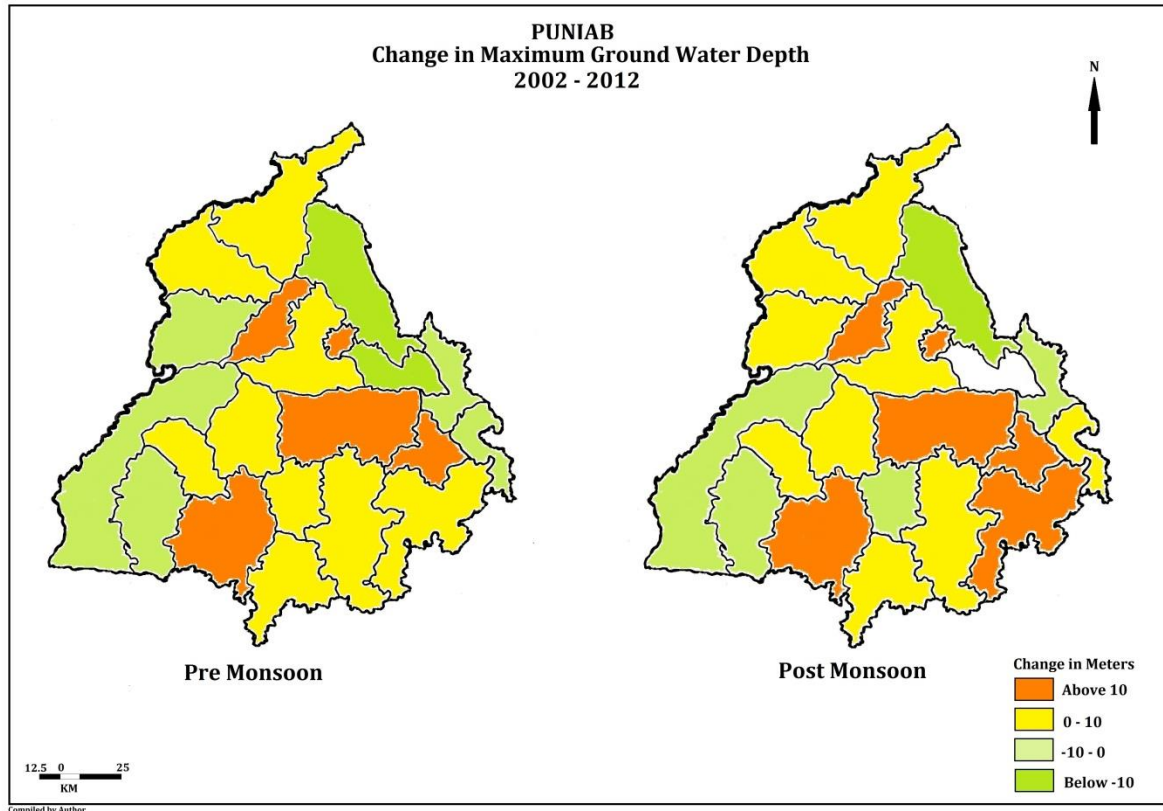 PUNJAB
Change in Maximum Ground Water Depth
2002 - 2012
N
Pre Monsoon
Post Monsoon
Change in Meters
Above 10
0 - 10
-10 - 0
Below -10
12.5 0 25
KM
Compiled by Author